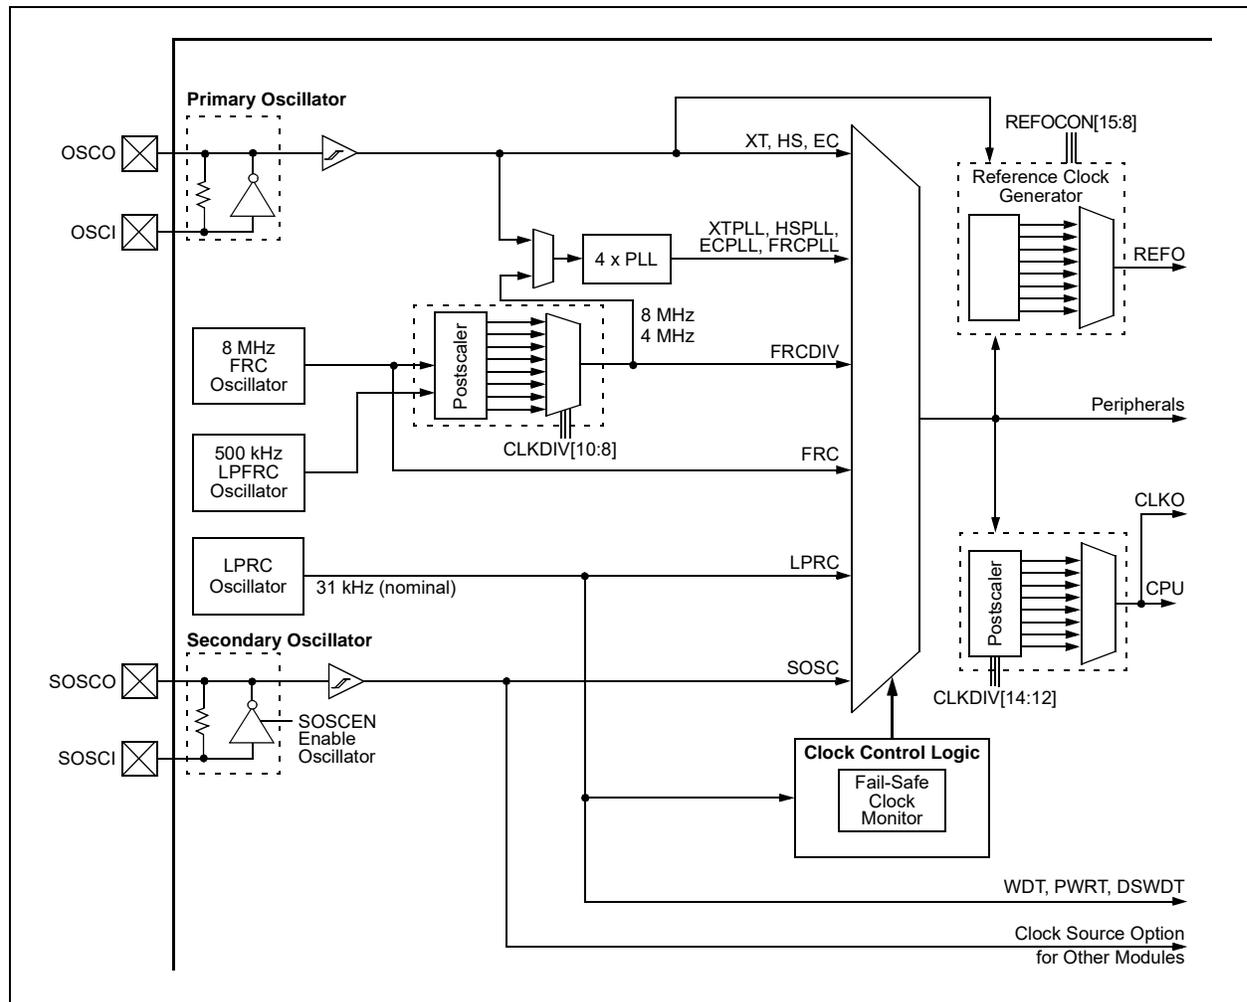 Primary Oscillator
OSCO
OSCI
XT, HS, EC
REFOCON[15:8]
Reference Clock
Generator
REFO
XTPLL, HSPLL,
ECPLL, FRCPLL
4 x PLL
8 MHz
4 MHz
8 MHz
FRC
Oscillator
Postscaler
FRCDIV
CLKDIV[10:8]
500 kHz
LPFRC
Oscillator
FRC
Peripherals
LPRC
Oscillator
31 kHz (nominal)
LPRC
CLKO
CPU
Postscaler
CLKDIV[14:12]
Secondary Oscillator
SOSCO
SOSCI
SOSCEN
Enable
Oscillator
SOSC
Clock Control Logic
Fail-Safe
Clock
Monitor
WDT, PWRT, DSWDT
Clock Source Option
for Other Modules